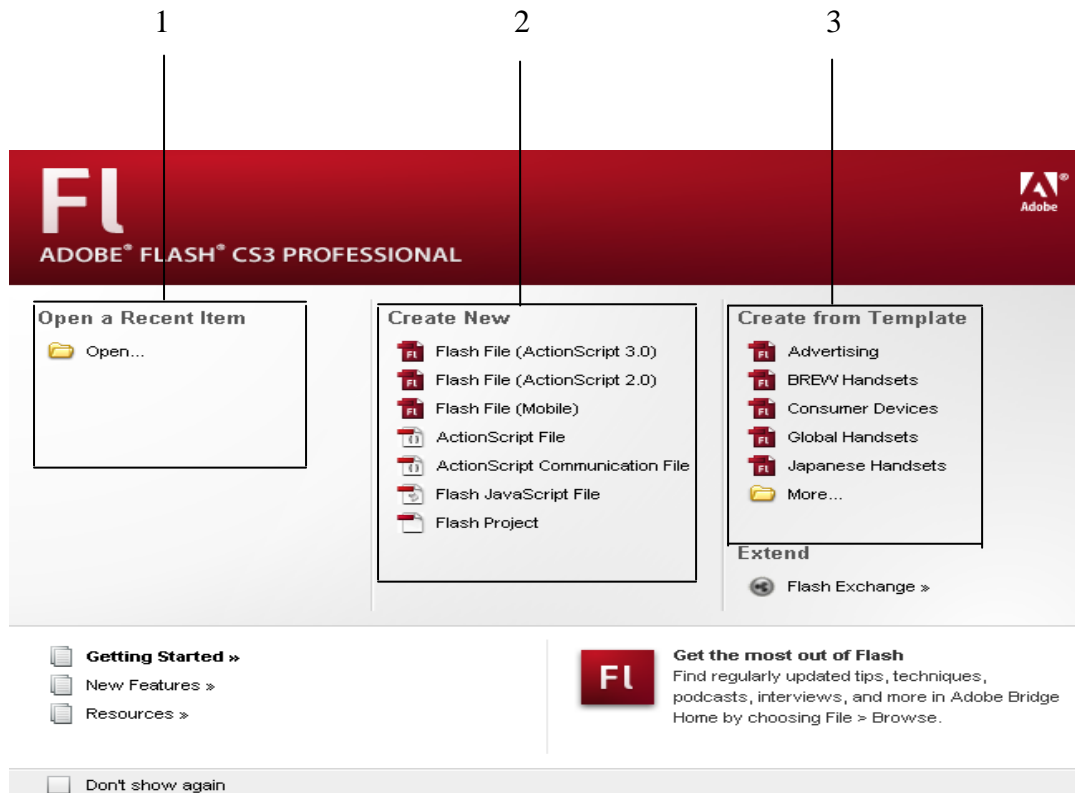 1 2 3
Fl
Adobe®
ADOBE® FLASH® CS3 PROFESSIONAL
Open a Recent Item
Open...
Create New
Flash File (ActionScript 3.0)
Flash File (ActionScript 2.0)
Flash File (Mobile)
ActionScript File
ActionScript Communication File
Flash JavaScript File
Flash Project
Create from Template
Advertising
BREW Handsets
Consumer Devices
Global Handsets
Japanese Handsets
More...
Extend
Flash Exchange »
Getting Started »
New Features »
Resources »
Fl
Get the most out of Flash
Find regularly updated tips, techniques,
podcasts, interviews, and more in Adobe Bridge
Home by choosing File > Browse.
Don't show again